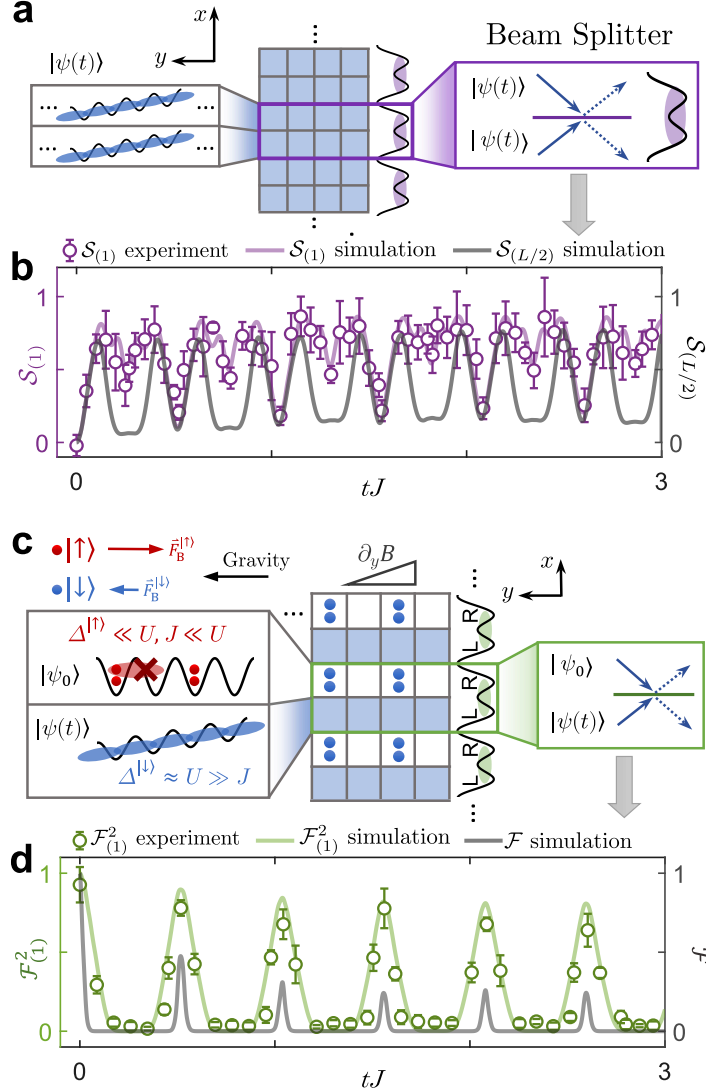 a
x
y
|ψ(t)⟩
...
...
...
...
...
...
Beam Splitter
|ψ(t)⟩
|ψ(t)⟩
b
S(1) experiment S(1) simulation S(L/2) simulation
1
0
S(1)
1
0
S(L/2)
0 tJ 3
c
|↑⟩ F⃗B|↑⟩
|↓⟩ F⃗B|↓⟩
Gravity
∂yB
...
...
...
y
x
Δ|↑⟩ ≪ U, J ≪ U
|ψ0⟩
|ψ(t)⟩
Δ|↓⟩ ≈ U ≫ J
L R
L R
L R
|ψ0⟩
|ψ(t)⟩
d
F²(1) experiment F²(1) simulation F simulation
1
0
F²(1)
1
0
F
0 tJ 3